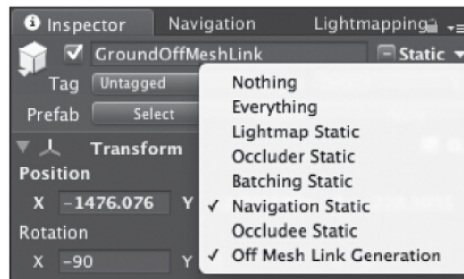 Inspector Navigation Lightmapping
GroundOffMeshLink Static
Tag Untagged
Prefab Select
Transform
Position
X -1476.076 Y
Rotation
X -90 Y
Nothing
Everything
Lightmap Static
Occluder Static
Batching Static
✓ Navigation Static
Occludee Static
✓ Off Mesh Link Generation